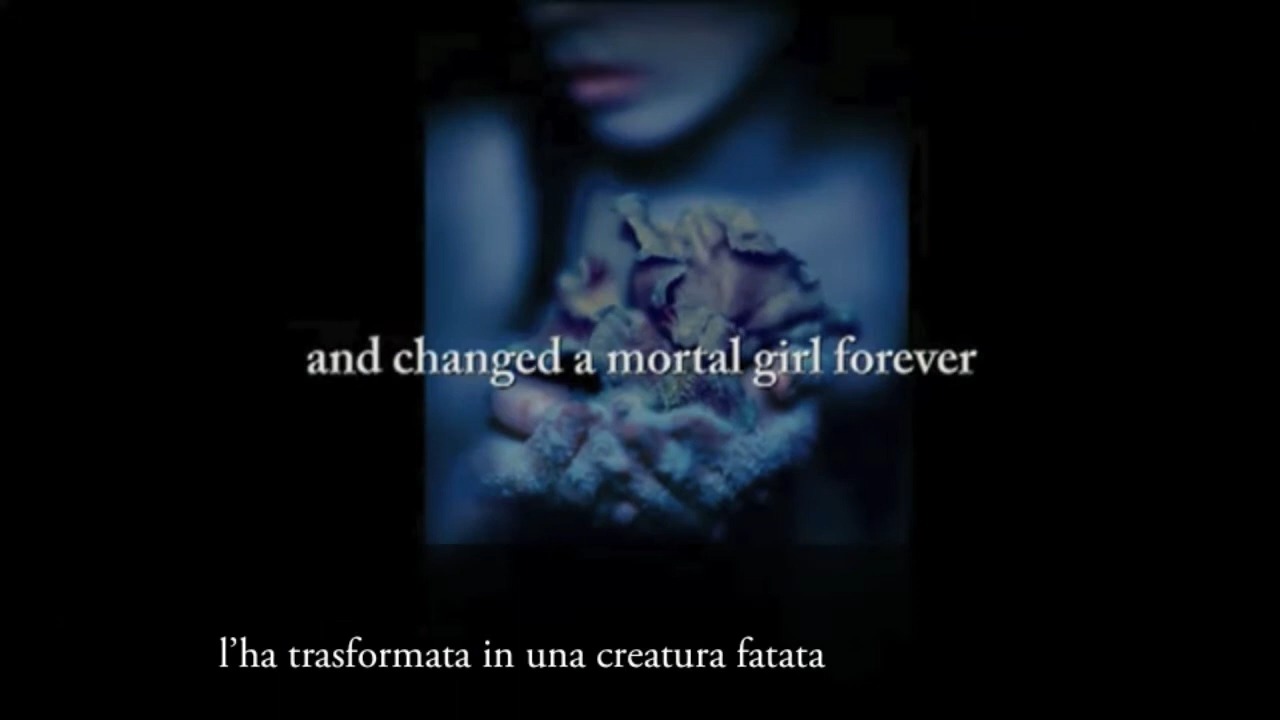 and changed a mortal girl forever
l’ha trasformata in una creatura fatata